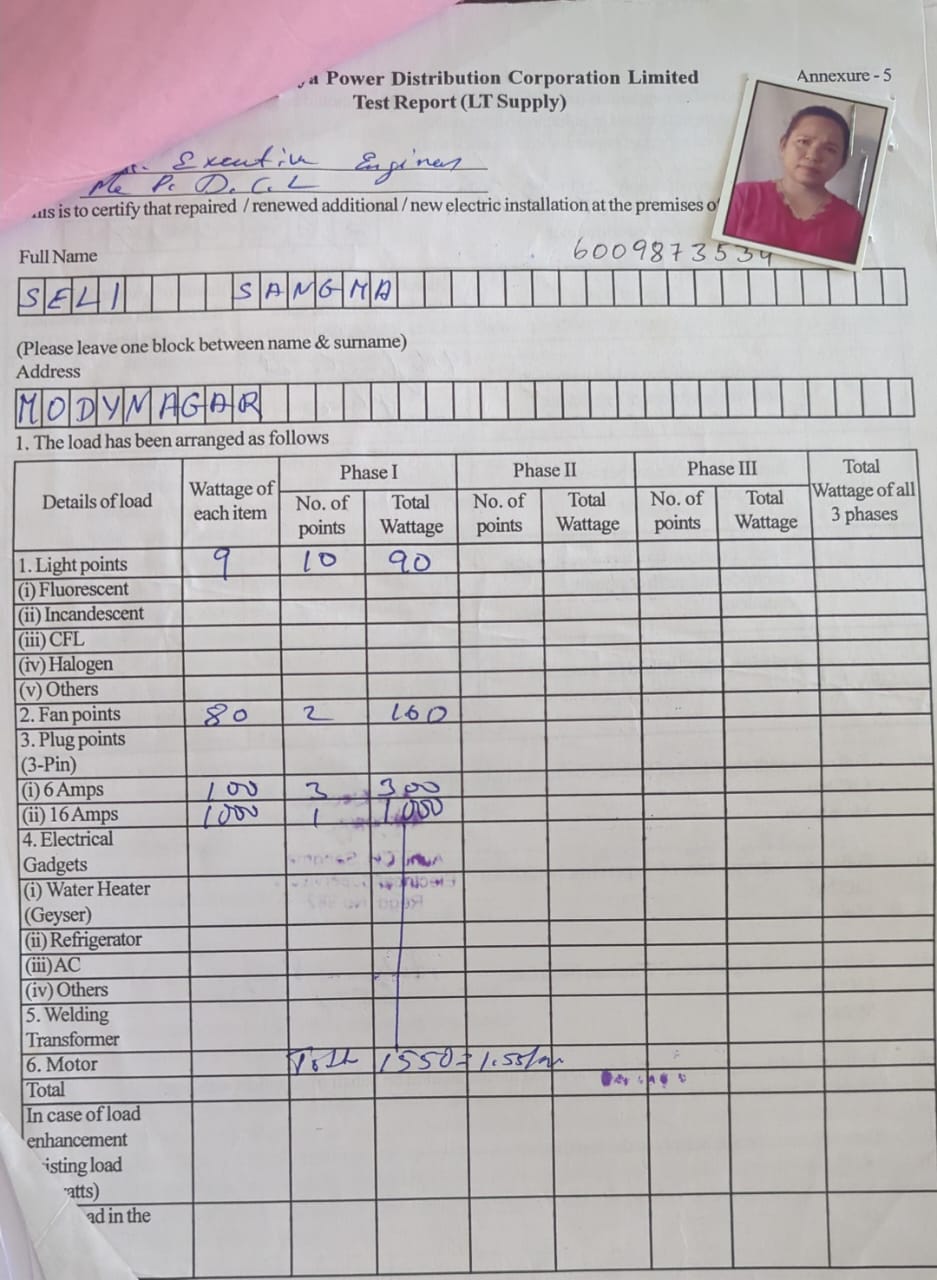 Power Distribution Corporation Limited
Annexure - 5
Test Report (LT Supply)
Executive Engineer
Me P. D. C. L
is is to certify that repaired / renewed additional / new electric installation at the premises
Full Name
SELI SANGMA
(Please leave one block between name & surname)
Address
MODYNAGAR
1. The load has been arranged as follows
Details of load Wattage of each item Phase I Phase II Phase III Total Wattage of all 3 phases
No. of points Total Wattage No. of points Total Wattage No. of points Total Wattage
1. Light points 9 10 90
(i) Fluorescent
(ii) Incandescent
(iii) CFL
(iv) Halogen
(v) Others
2. Fan points 80 2 160
3. Plug points
(3-Pin)
(i) 6 Amps 100 3 300
(ii) 16 Amps 1000 1 1000
4. Electrical
Gadgets
(i) Water Heater
(Geyser)
(ii) Refrigerator
(iii) AC
(iv) Others
5. Welding
Transformer
6. Motor 1550 =
Total
In case of load
enhancement
isting load
atts)
ad in the